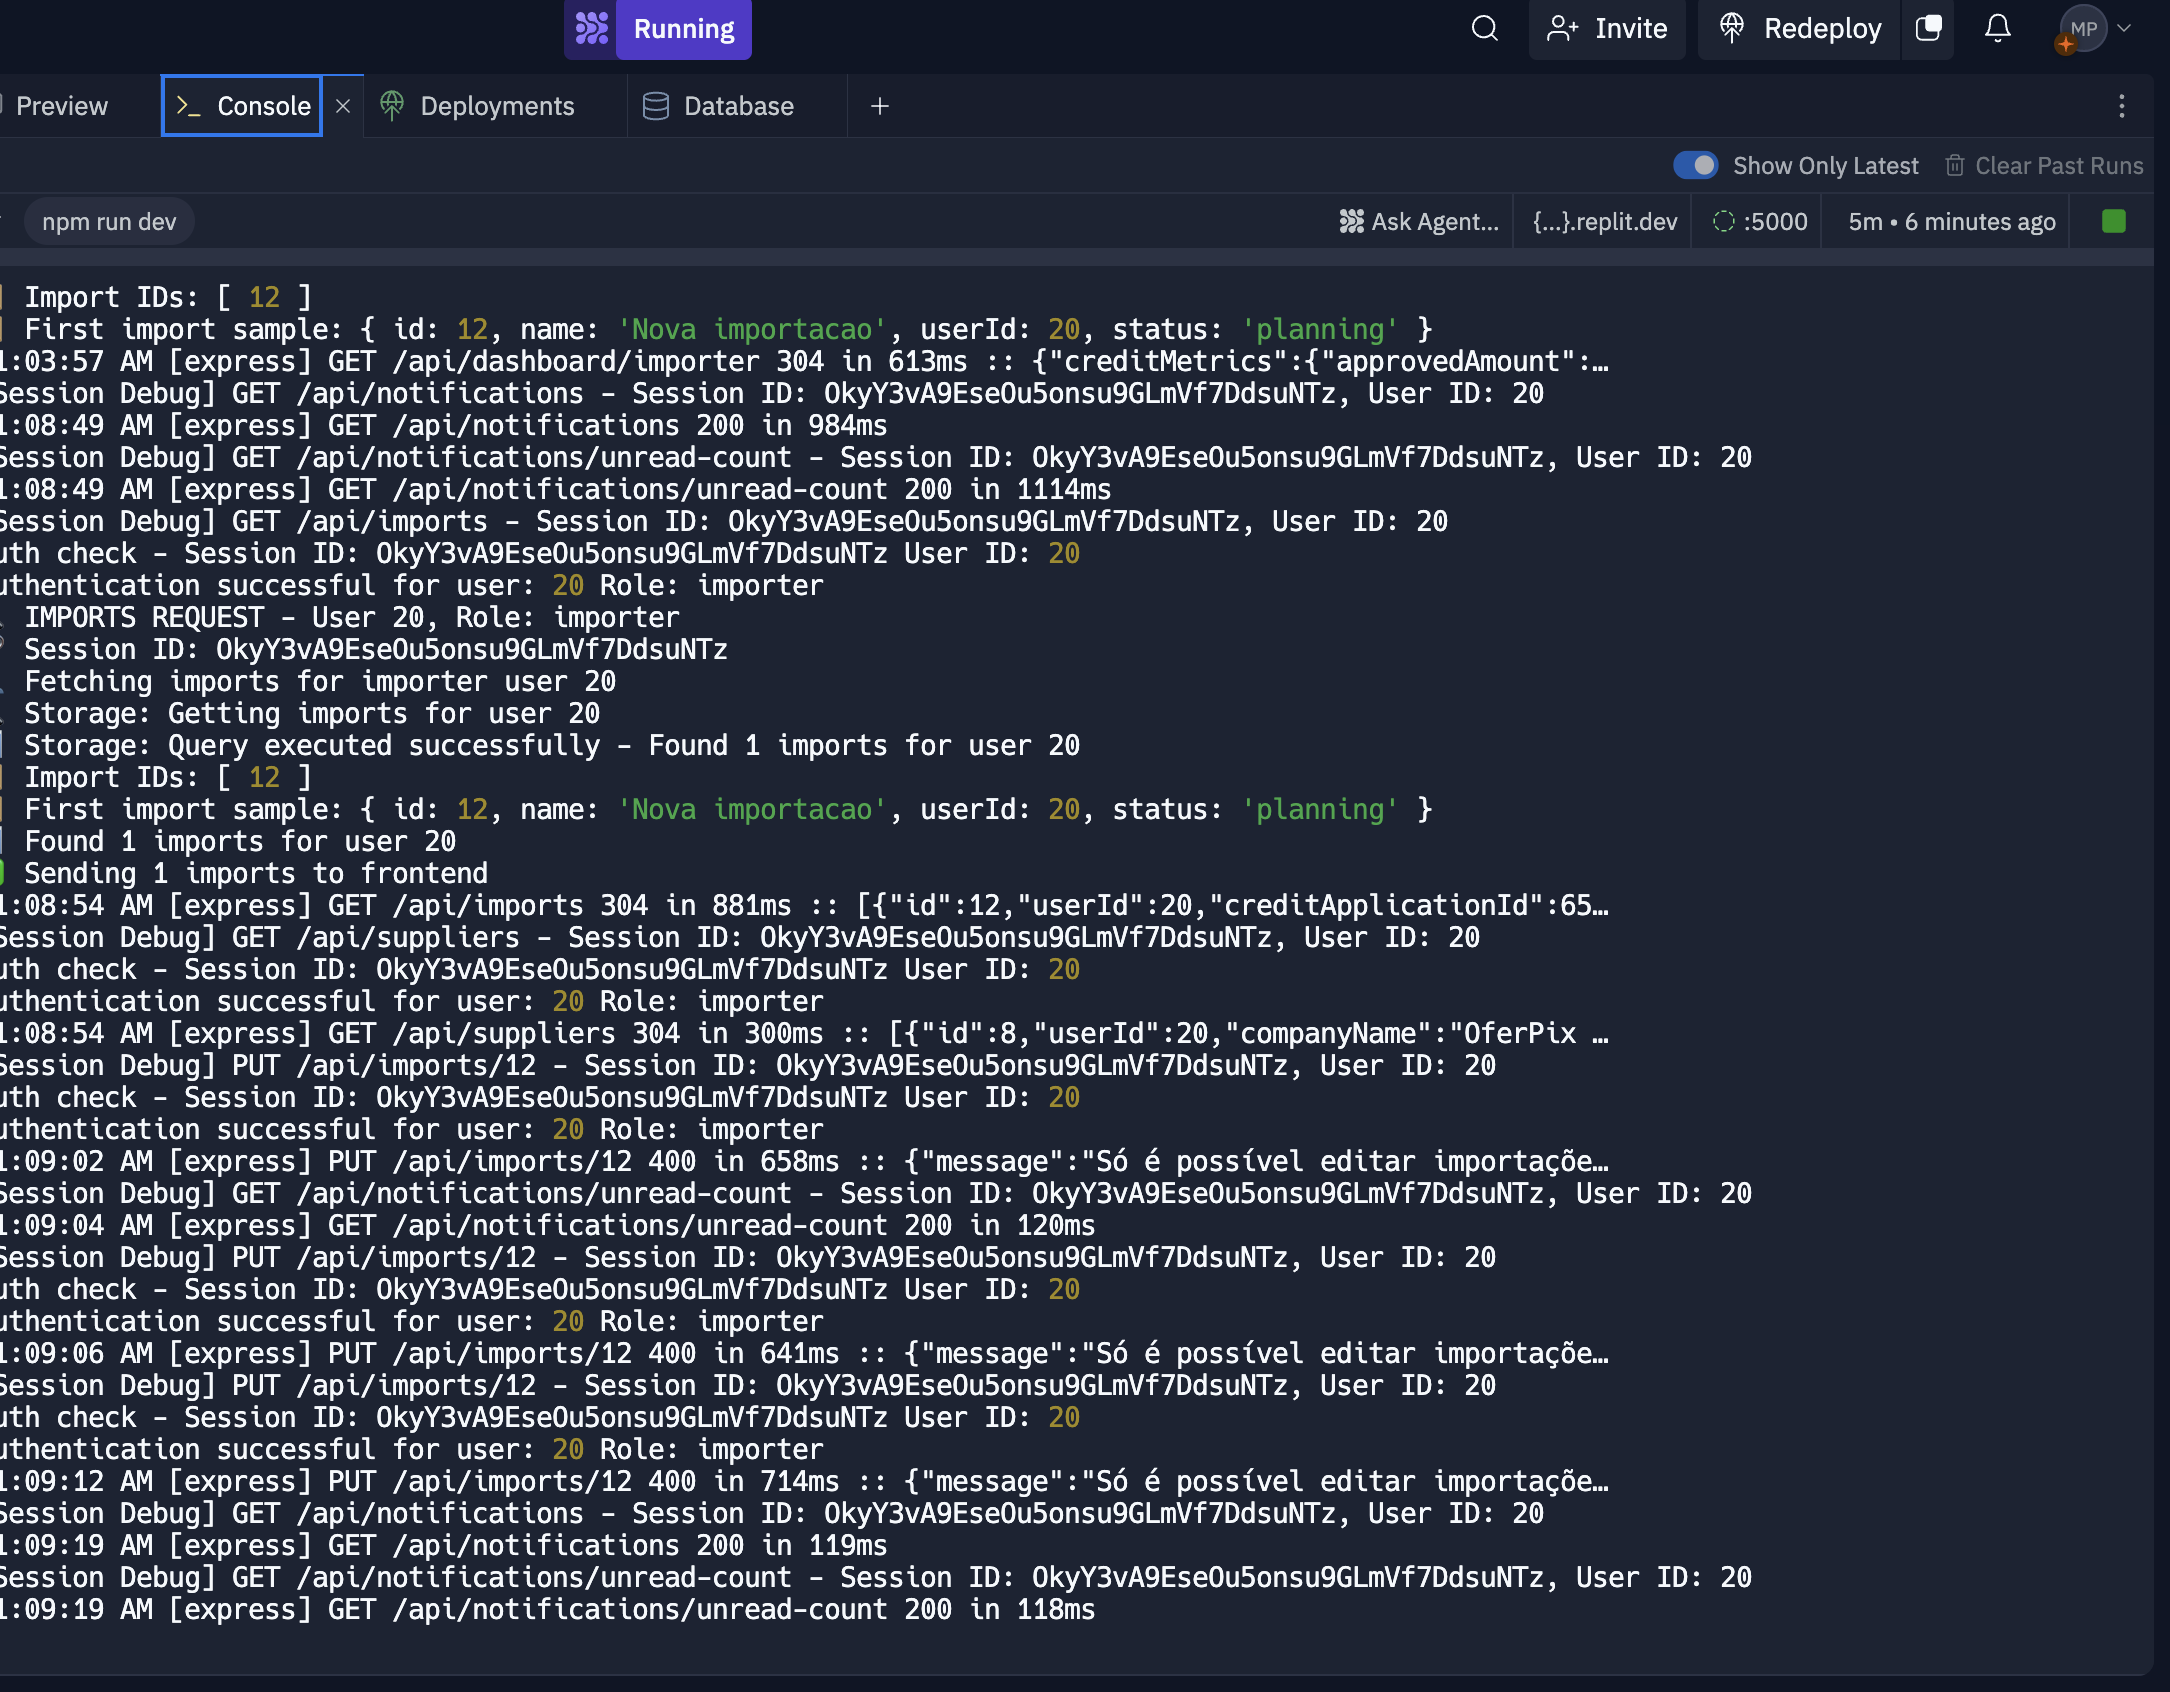 Running
Invite
Redeploy
MP
Preview
>_ Console
Deployments
Database
Show Only Latest
Clear Past Runs
npm run dev
Ask Agent...
{...}.replit.dev
:5000
5m • 6 minutes ago
Import IDs: [ 12 ]
First import sample: { id: 12, name: 'Nova importacao', userId: 20, status: 'planning' }
1:03:57 AM [express] GET /api/dashboard/importer 304 in 613ms :: {"creditMetrics":{"approvedAmount":…
Session Debug] GET /api/notifications - Session ID: OkyY3vA9EseOu5onsu9GLmVf7DdsuNTz, User ID: 20
1:08:49 AM [express] GET /api/notifications 200 in 984ms
Session Debug] GET /api/notifications/unread-count - Session ID: OkyY3vA9EseOu5onsu9GLmVf7DdsuNTz, User ID: 20
1:08:49 AM [express] GET /api/notifications/unread-count 200 in 1114ms
Session Debug] GET /api/imports - Session ID: OkyY3vA9EseOu5onsu9GLmVf7DdsuNTz, User ID: 20
uth check - Session ID: OkyY3vA9EseOu5onsu9GLmVf7DdsuNTz User ID: 20
uthentication successful for user: 20 Role: importer
IMPORTS REQUEST - User 20, Role: importer
Session ID: OkyY3vA9EseOu5onsu9GLmVf7DdsuNTz
Fetching imports for importer user 20
Storage: Getting imports for user 20
Storage: Query executed successfully - Found 1 imports for user 20
Import IDs: [ 12 ]
First import sample: { id: 12, name: 'Nova importacao', userId: 20, status: 'planning' }
Found 1 imports for user 20
Sending 1 imports to frontend
1:08:54 AM [express] GET /api/imports 304 in 881ms :: [{"id":12,"userId":20,"creditApplicationId":65…
Session Debug] GET /api/suppliers - Session ID: OkyY3vA9EseOu5onsu9GLmVf7DdsuNTz, User ID: 20
uth check - Session ID: OkyY3vA9EseOu5onsu9GLmVf7DdsuNTz User ID: 20
uthentication successful for user: 20 Role: importer
1:08:54 AM [express] GET /api/suppliers 304 in 300ms :: [{"id":8,"userId":20,"companyName":"OferPix …
Session Debug] PUT /api/imports/12 - Session ID: OkyY3vA9EseOu5onsu9GLmVf7DdsuNTz, User ID: 20
uth check - Session ID: OkyY3vA9EseOu5onsu9GLmVf7DdsuNTz User ID: 20
uthentication successful for user: 20 Role: importer
1:09:02 AM [express] PUT /api/imports/12 400 in 658ms :: {"message":"Só é possível editar importaçõe…
Session Debug] GET /api/notifications/unread-count - Session ID: OkyY3vA9EseOu5onsu9GLmVf7DdsuNTz, User ID: 20
1:09:04 AM [express] GET /api/notifications/unread-count 200 in 120ms
Session Debug] PUT /api/imports/12 - Session ID: OkyY3vA9EseOu5onsu9GLmVf7DdsuNTz, User ID: 20
uth check - Session ID: OkyY3vA9EseOu5onsu9GLmVf7DdsuNTz User ID: 20
uthentication successful for user: 20 Role: importer
1:09:06 AM [express] PUT /api/imports/12 400 in 641ms :: {"message":"Só é possível editar importaçõe…
Session Debug] PUT /api/imports/12 - Session ID: OkyY3vA9EseOu5onsu9GLmVf7DdsuNTz, User ID: 20
uth check - Session ID: OkyY3vA9EseOu5onsu9GLmVf7DdsuNTz User ID: 20
uthentication successful for user: 20 Role: importer
1:09:12 AM [express] PUT /api/imports/12 400 in 714ms :: {"message":"Só é possível editar importaçõe…
Session Debug] GET /api/notifications - Session ID: OkyY3vA9EseOu5onsu9GLmVf7DdsuNTz, User ID: 20
1:09:19 AM [express] GET /api/notifications 200 in 119ms
Session Debug] GET /api/notifications/unread-count - Session ID: OkyY3vA9EseOu5onsu9GLmVf7DdsuNTz, User ID: 20
1:09:19 AM [express] GET /api/notifications/unread-count 200 in 118ms